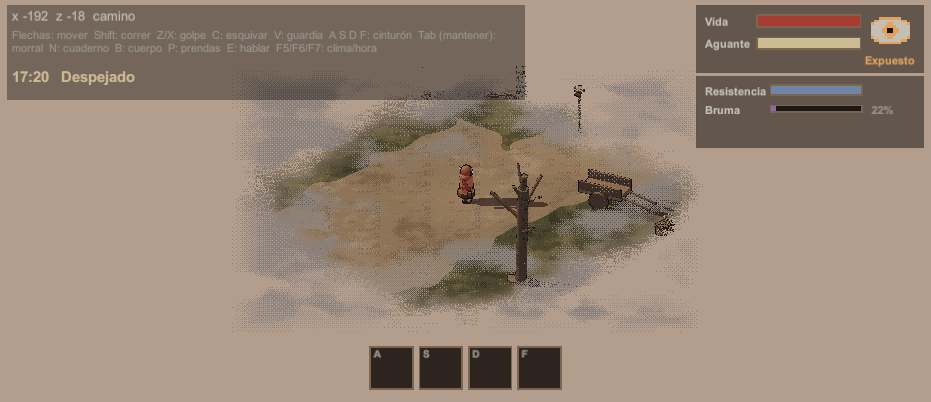 x -192 z -18 camino
Flechas: mover Shift: correr Z/X: golpe C: esquivar V: guardia A S D F: cinturón Tab (mantener):
morral N: cuaderno B: cuerpo P: prendas E: hablar F5/F6/F7: clima/hora
17:20 Despejado
Vida
Aguante
Expuesto
Resistencia
Bruma 22%
A S D F